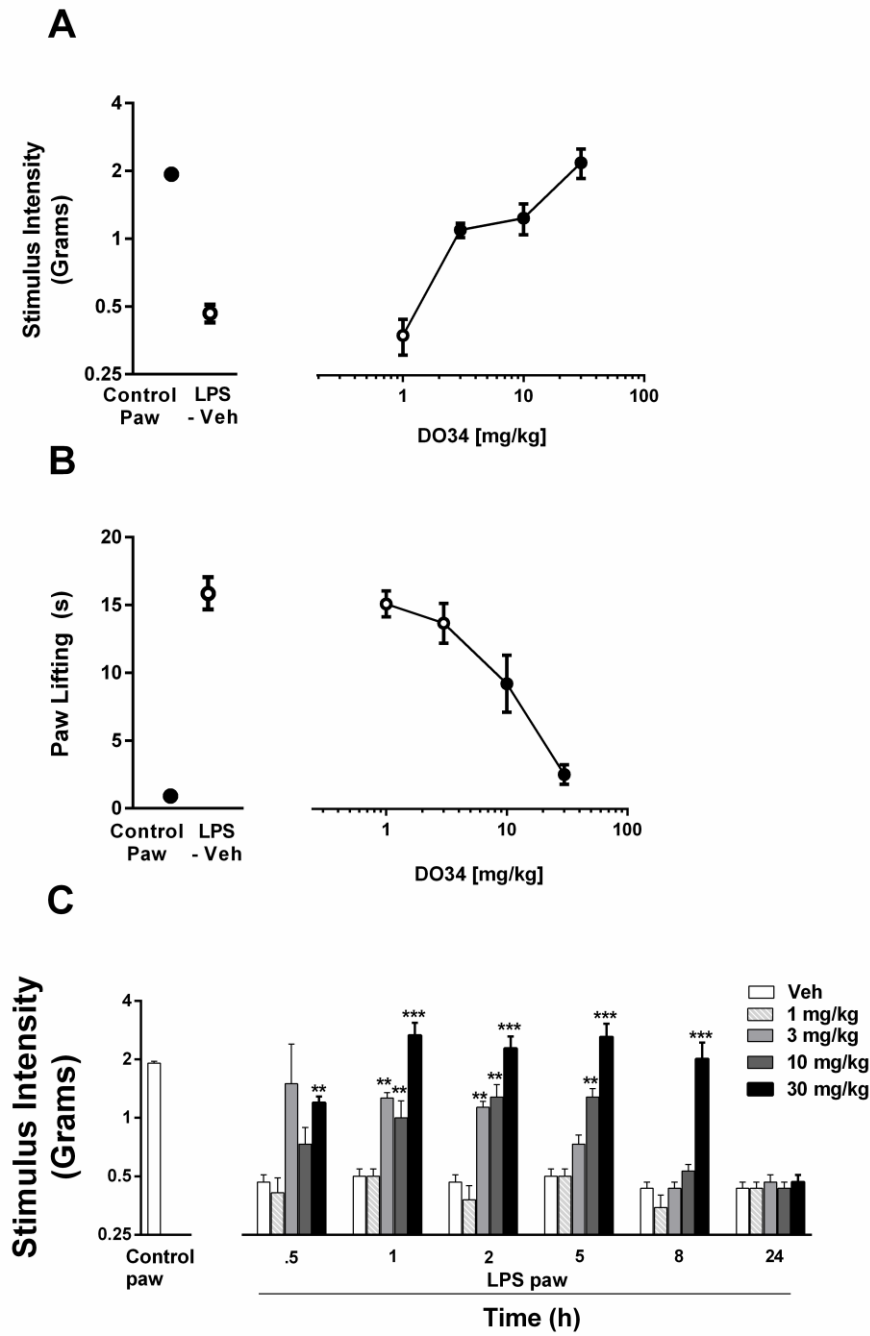 A
Stimulus Intensity
(Grams)
4
2
1
0.5
0.25
Control
Paw
LPS
- Veh
1
10
100
DO34 [mg/kg]
B
Paw Lifting (s)
20
15
10
5
0
Control
Paw
LPS
- Veh
1
10
100
DO34 [mg/kg]
C
Stimulus Intensity
(Grams)
4
2
1
0.5
0.25
Control
paw
**
** ** ***
** ** ***
** ***
***
Veh
1 mg/kg
3 mg/kg
10 mg/kg
30 mg/kg
.5 1 2 5 8 24
LPS paw
Time (h)